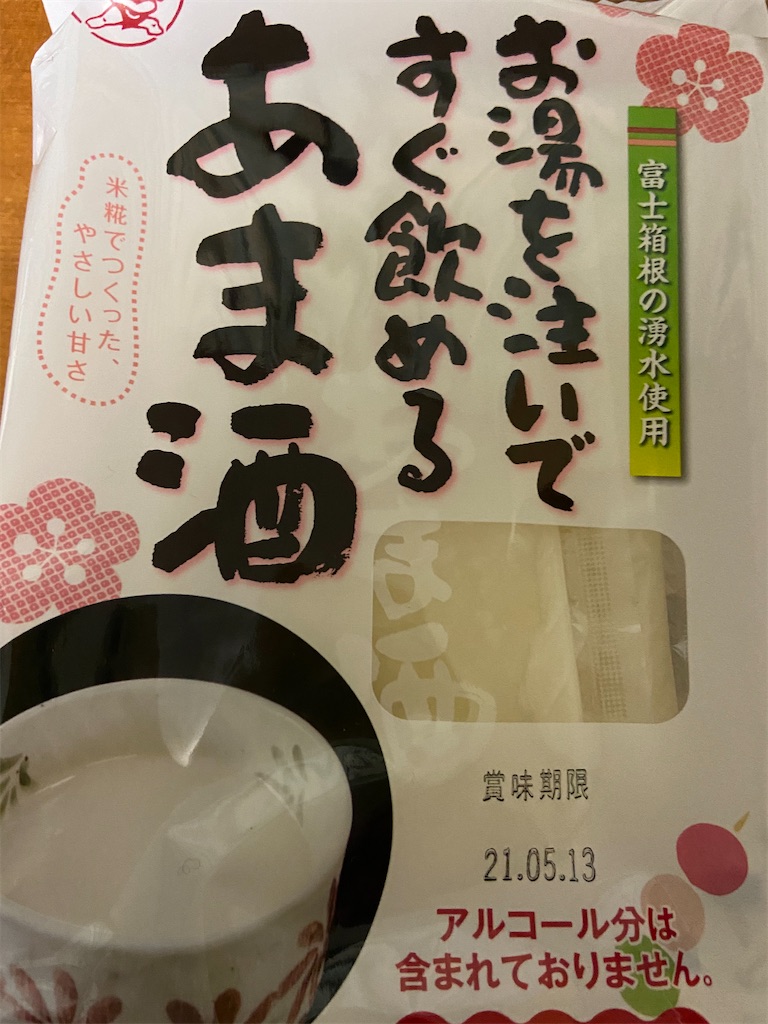 富士箱根の湧水使用
お湯を注いで
すぐ飲める
あま酒
米糀でつくった、
やさしい甘さ
賞味期限
21.05.13
アルコール分は
含まれておりません。